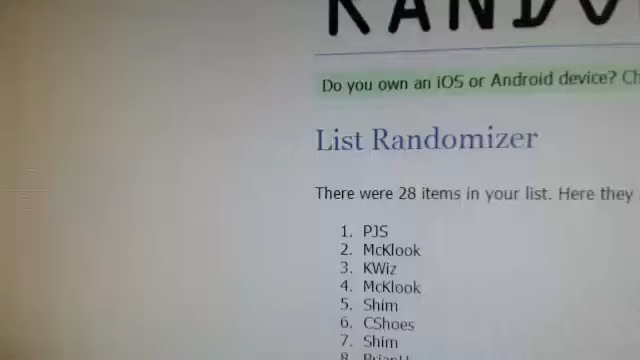 Do you own an iOS or Android device?
List Randomizer
There were 28 items in your list. Here they
1. PJS
2. McKlook
3. KWiz
4. McKlook
5. Shim
6. CShoes
7. Shim
8.